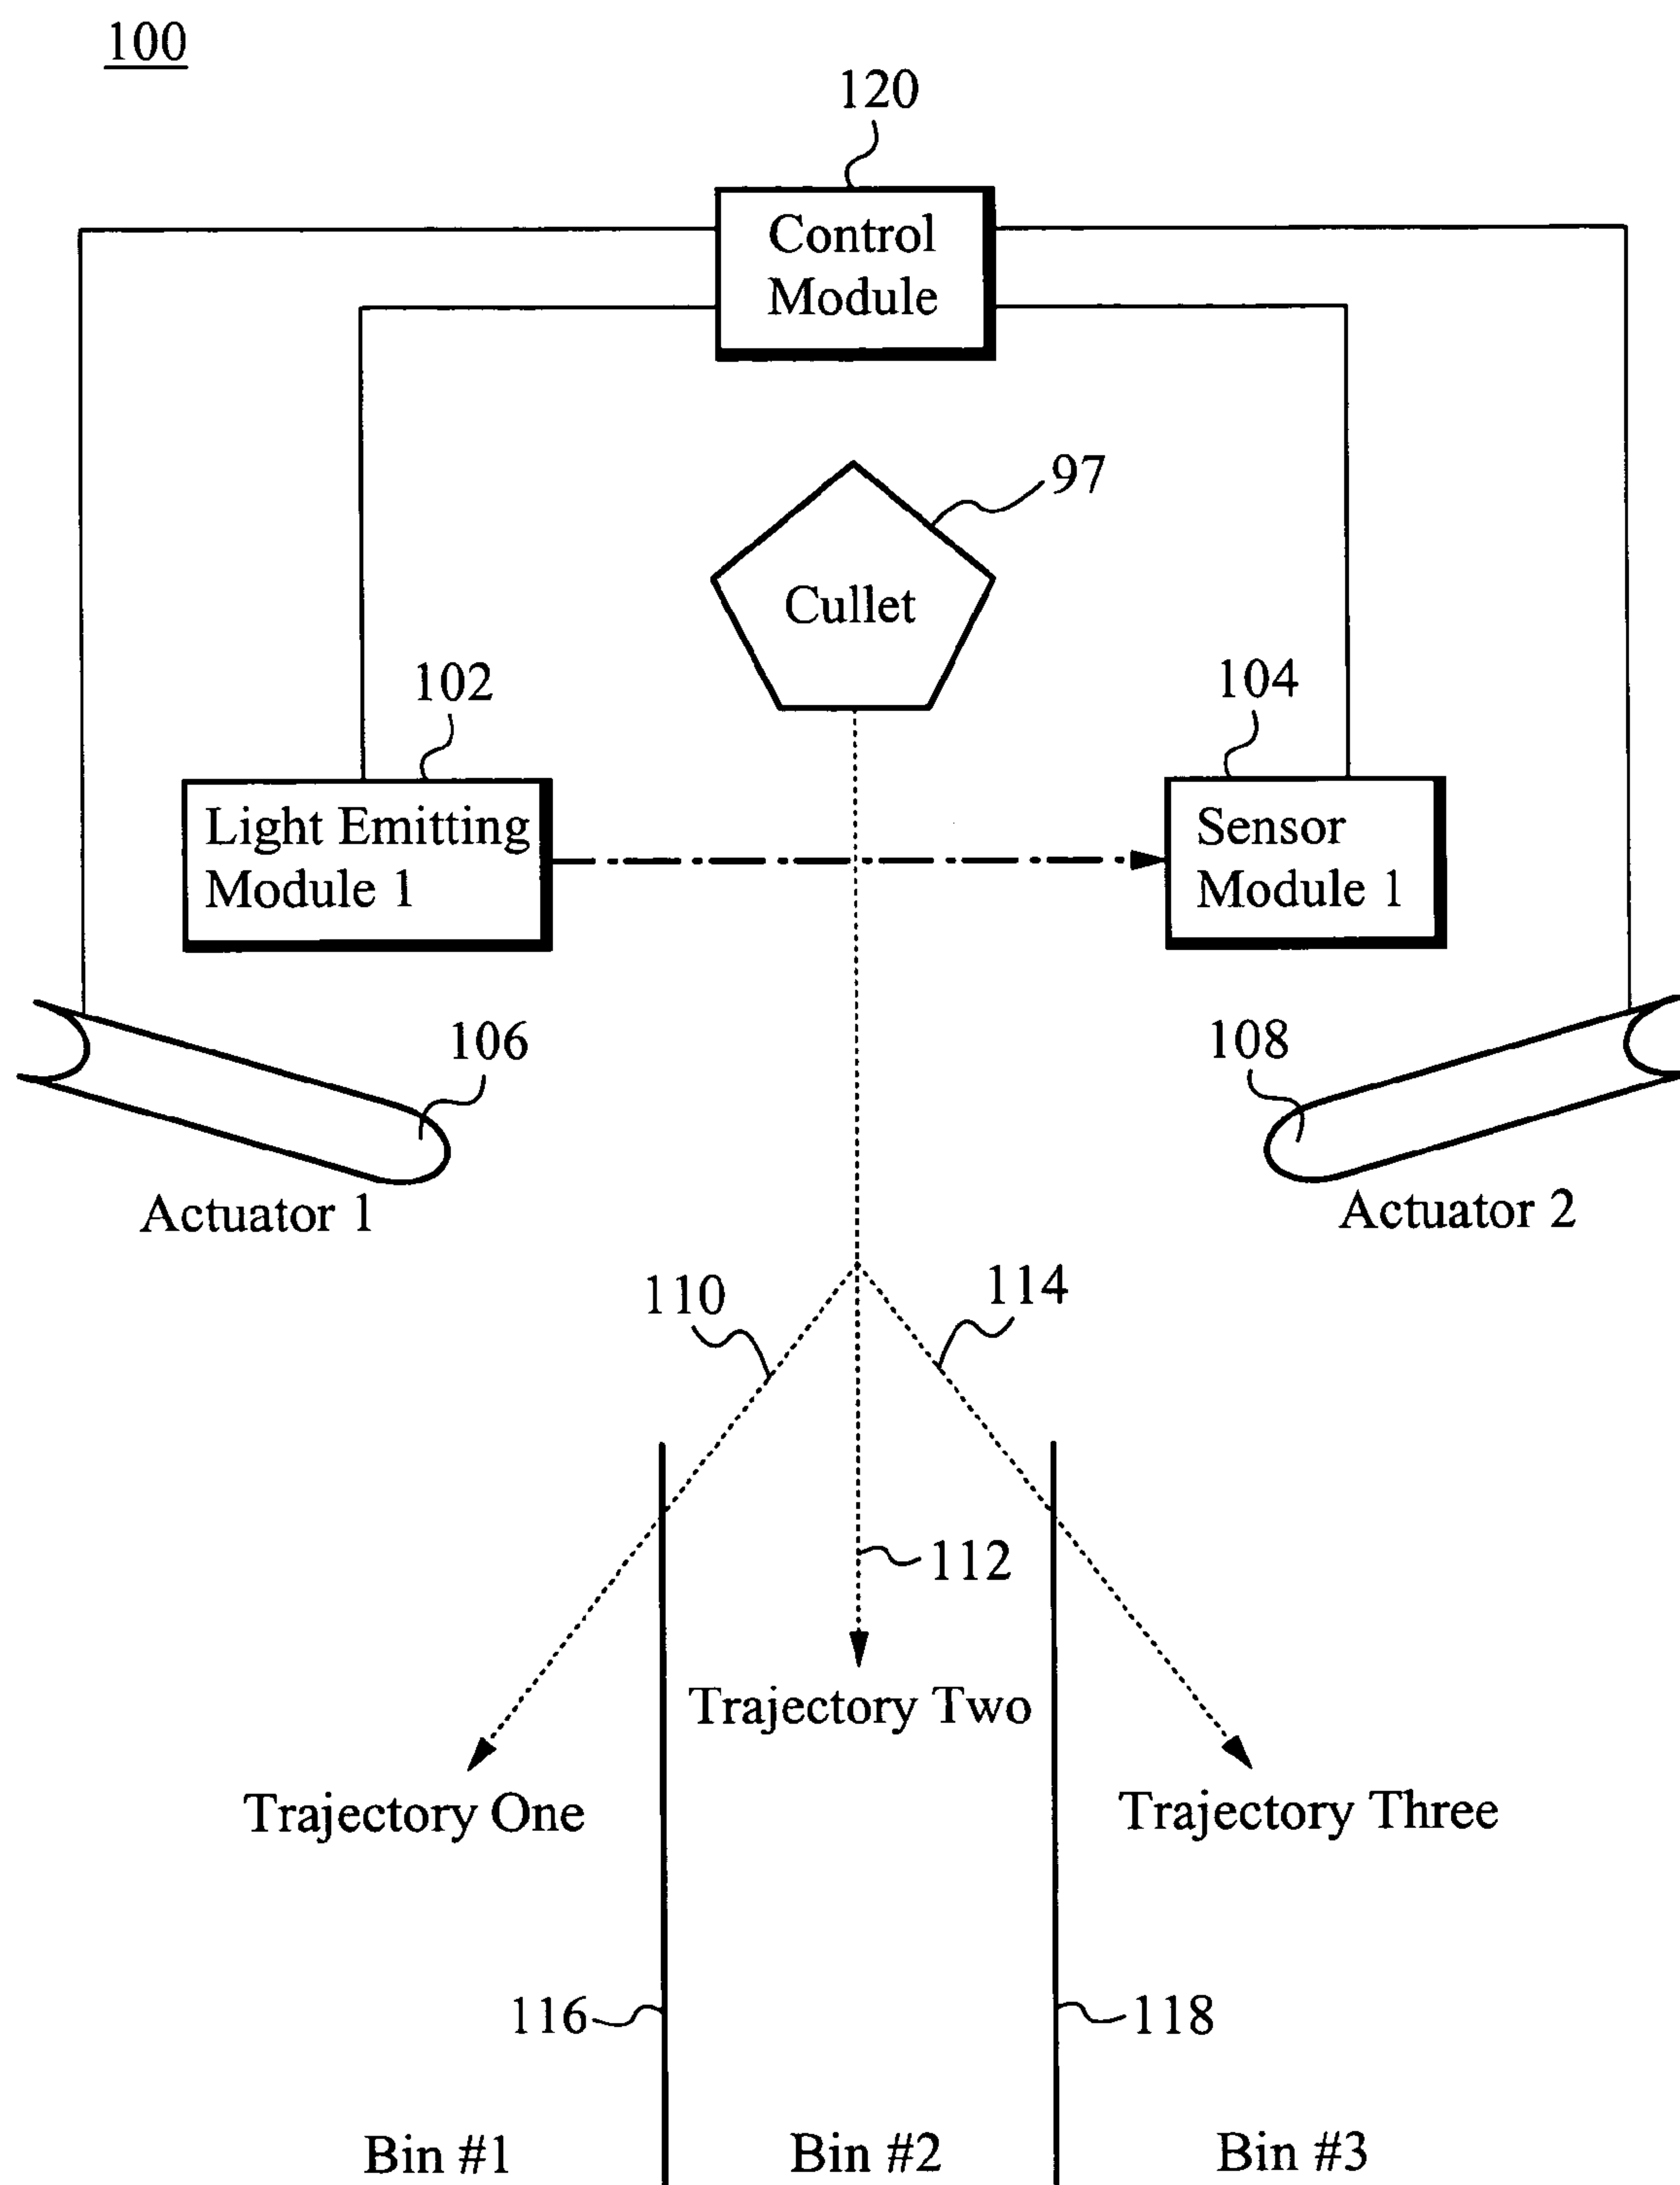 100
120
Control
Module
97
Cullet
102
104
Light Emitting
Module 1
Sensor
Module 1
106
108
Actuator 1
Actuator 2
110
114
112
Trajectory Two
Trajectory One
Trajectory Three
116
118
Bin #1
Bin #2
Bin #3